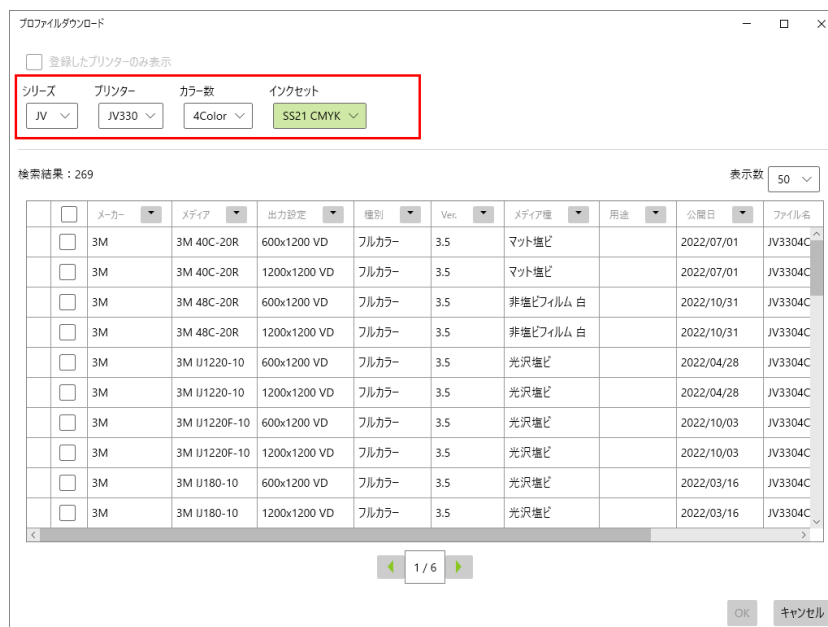 プロファイルダウンロード
登録したプリンターのみ表示
シリーズ プリンター カラー数 インクセット
JV JV330 4Color SS21 CMYK
検索結果：269 表示数 50
メーカー メディア 出力設定 種別 Ver. メディア種 用途 公開日 ファイル名
3M 3M 40C-20R 600x1200 VD フルカラー 3.5 マット塩ビ 2022/07/01 JV3304C
3M 3M 40C-20R 1200x1200 VD フルカラー 3.5 マット塩ビ 2022/07/01 JV3304C
3M 3M 48C-20R 600x1200 VD フルカラー 3.5 非塩ビフィルム 白 2022/10/31 JV3304C
3M 3M 48C-20R 1200x1200 VD フルカラー 3.5 非塩ビフィルム 白 2022/10/31 JV3304C
3M 3M IJ1220-10 600x1200 VD フルカラー 3.5 光沢塩ビ 2022/04/28 JV3304C
3M 3M IJ1220-10 1200x1200 VD フルカラー 3.5 光沢塩ビ 2022/04/28 JV3304C
3M 3M IJ1220F-10 600x1200 VD フルカラー 3.5 光沢塩ビ 2022/10/03 JV3304C
3M 3M IJ1220F-10 1200x1200 VD フルカラー 3.5 光沢塩ビ 2022/10/03 JV3304C
3M 3M IJ180-10 600x1200 VD フルカラー 3.5 光沢塩ビ 2022/03/16 JV3304C
3M 3M IJ180-10 1200x1200 VD フルカラー 3.5 光沢塩ビ 2022/03/16 JV3304C
1 / 6
OK キャンセル